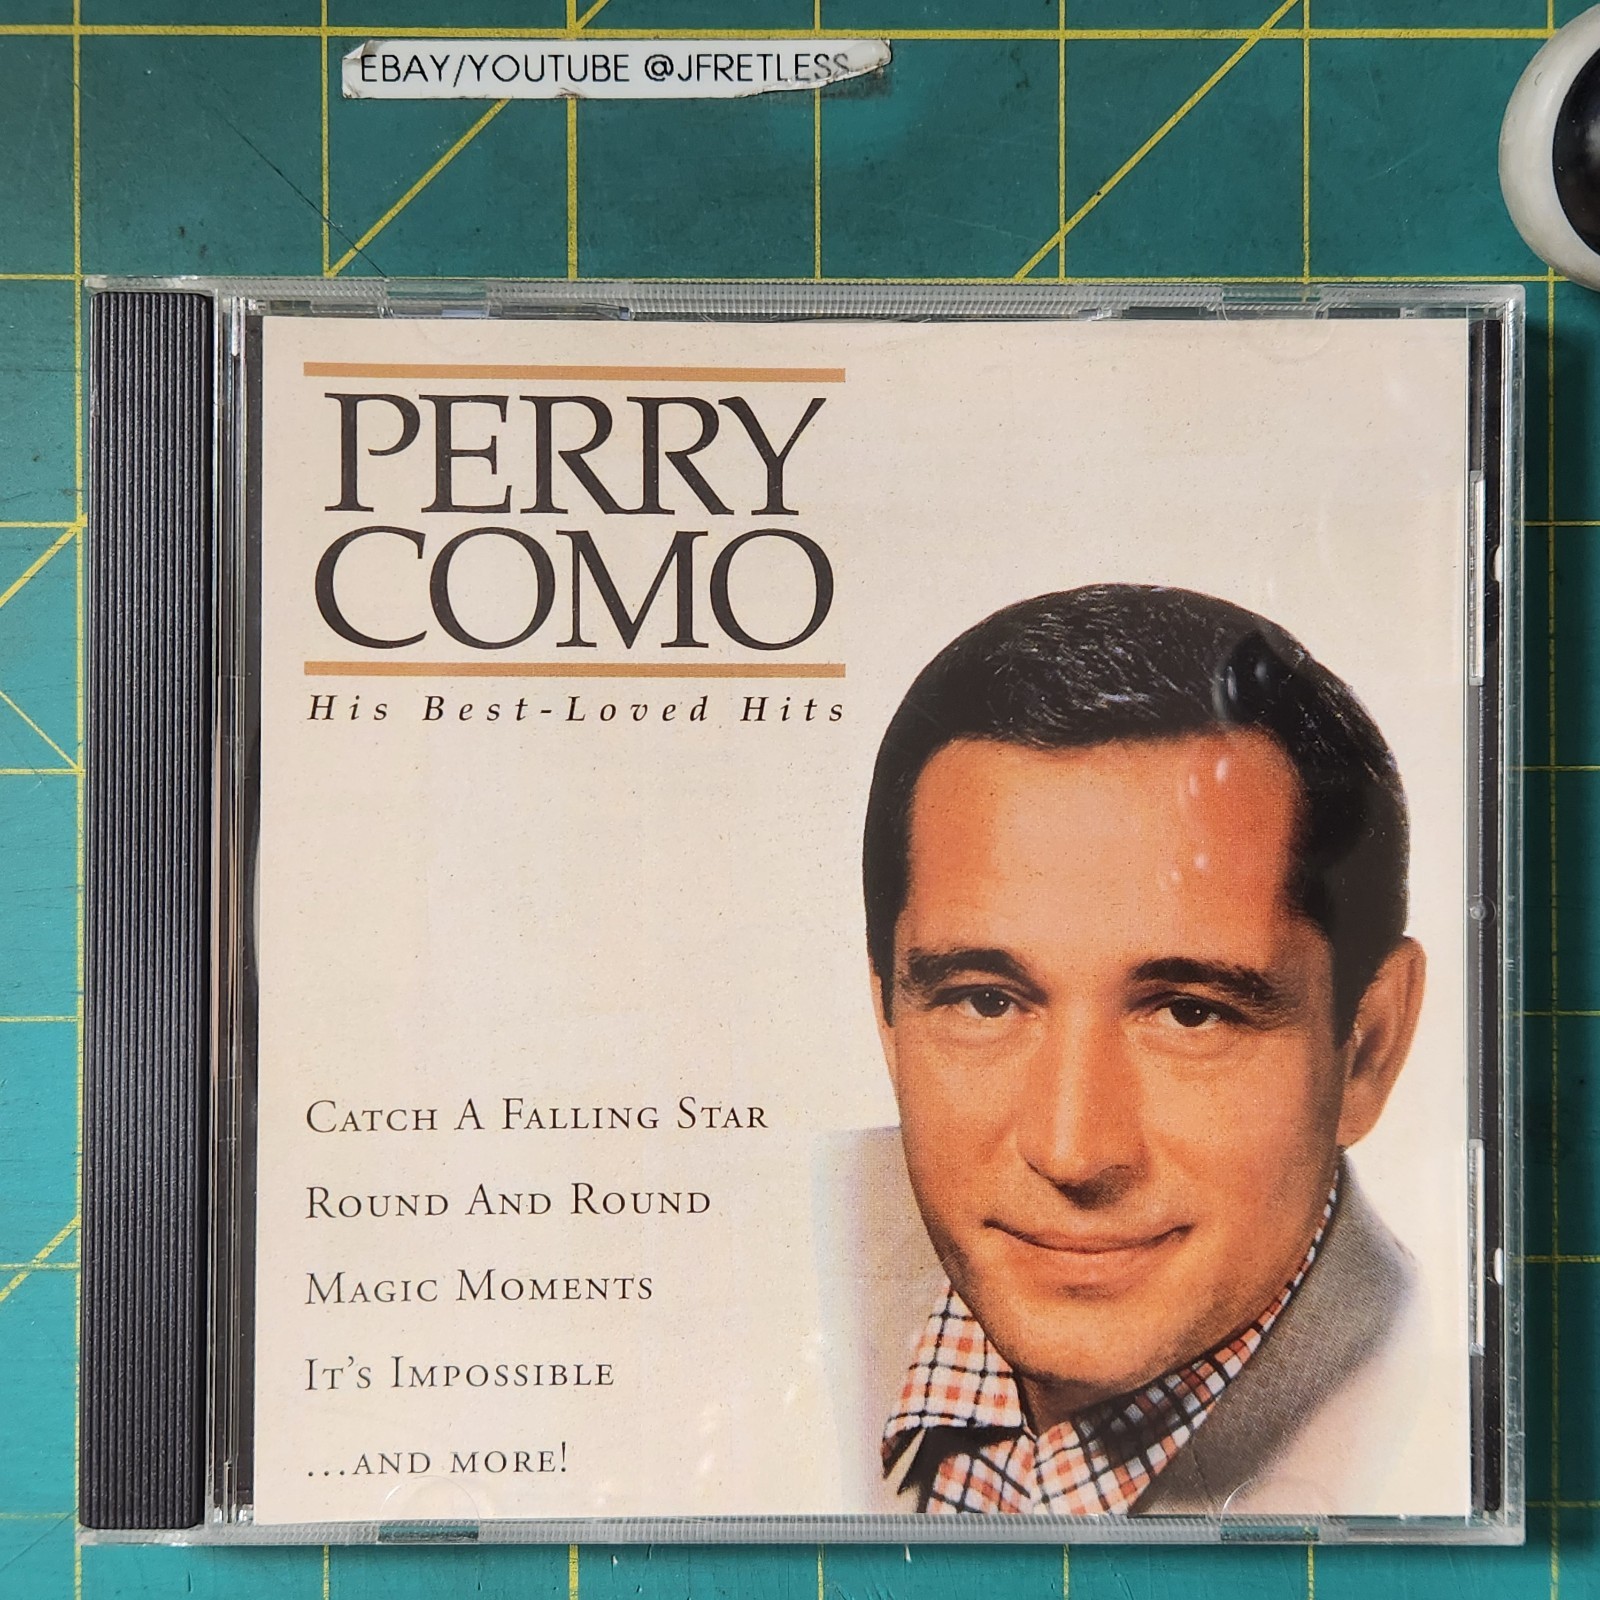 EBAY/YOUTUBE @JFRETLESS
PERRY
COMO
His Best-Loved Hits
CATCH A FALLING STAR
ROUND AND ROUND
MAGIC MOMENTS
IT'S IMPOSSIBLE
...AND MORE!